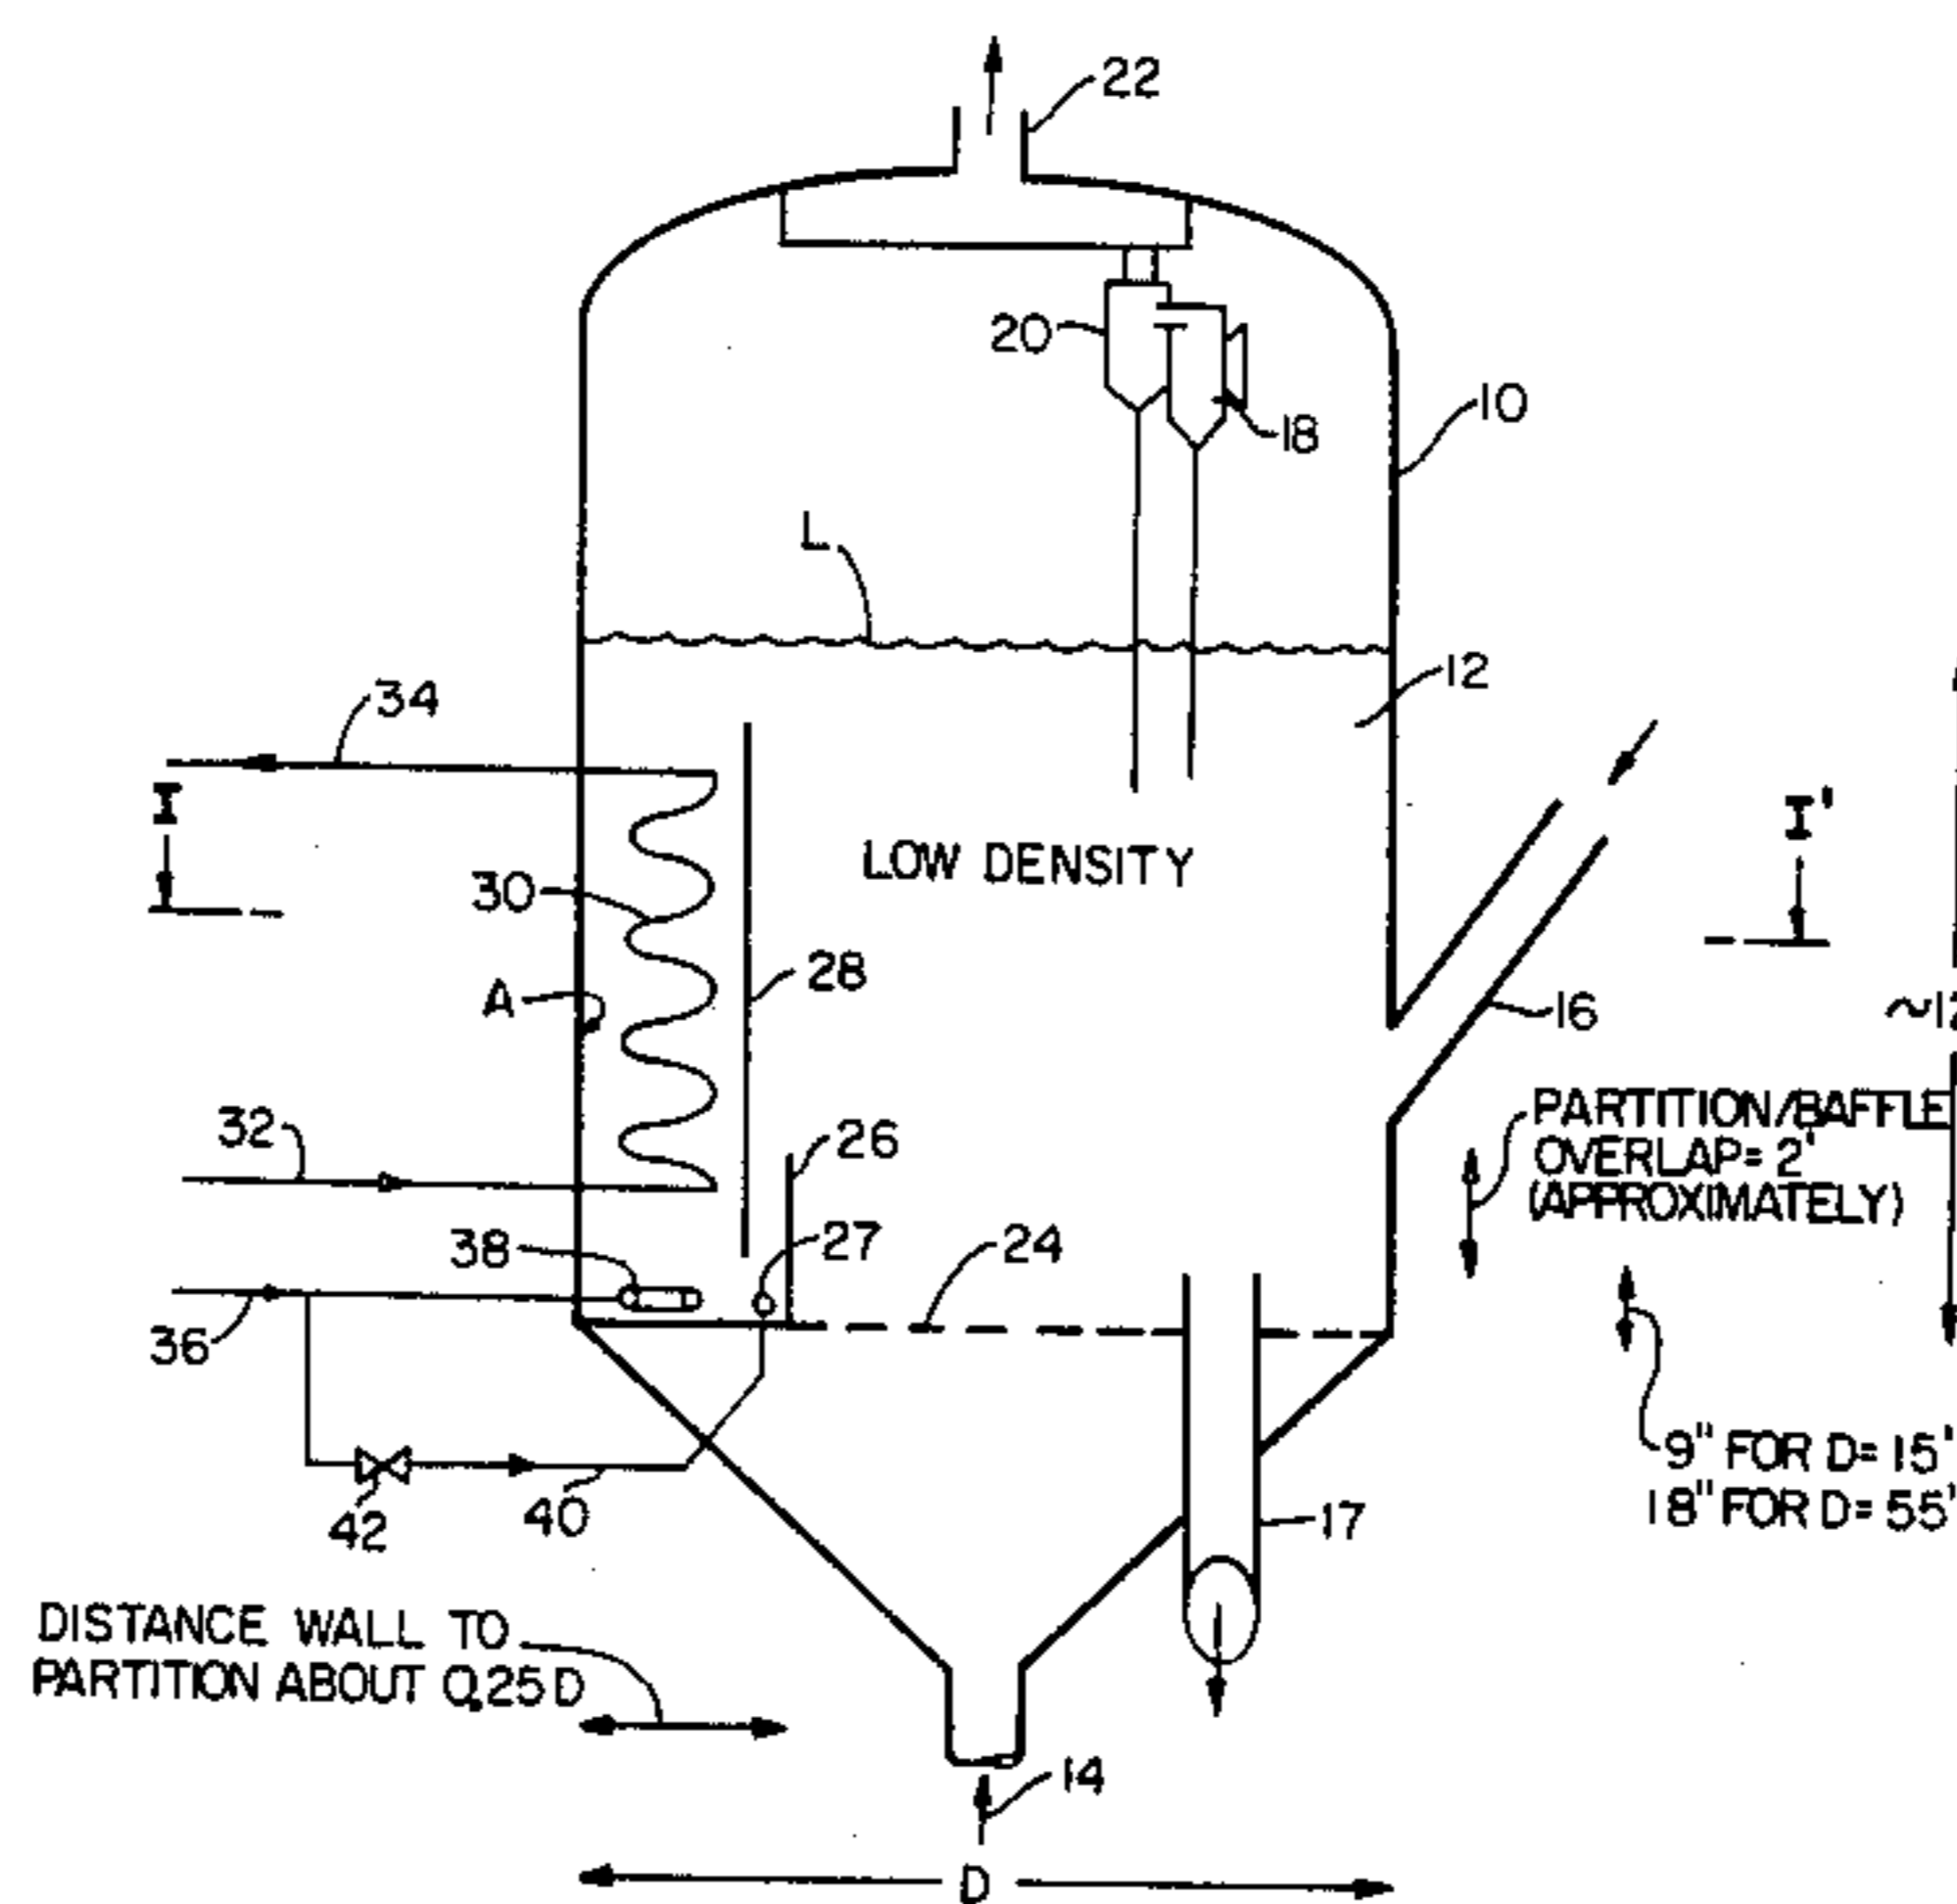 22
20
18
10
L
12
34
I
I'
LOW DENSITY
30
28
A
16
32
26
PARTITION/BAFFLE
OVERLAP= 2'
(APPROXIMATELY)
38
27
24
36
42
40
17
9" FOR D= 15'
18" FOR D= 55'
DISTANCE WALL TO
PARTITION ABOUT 0.25 D
14
D